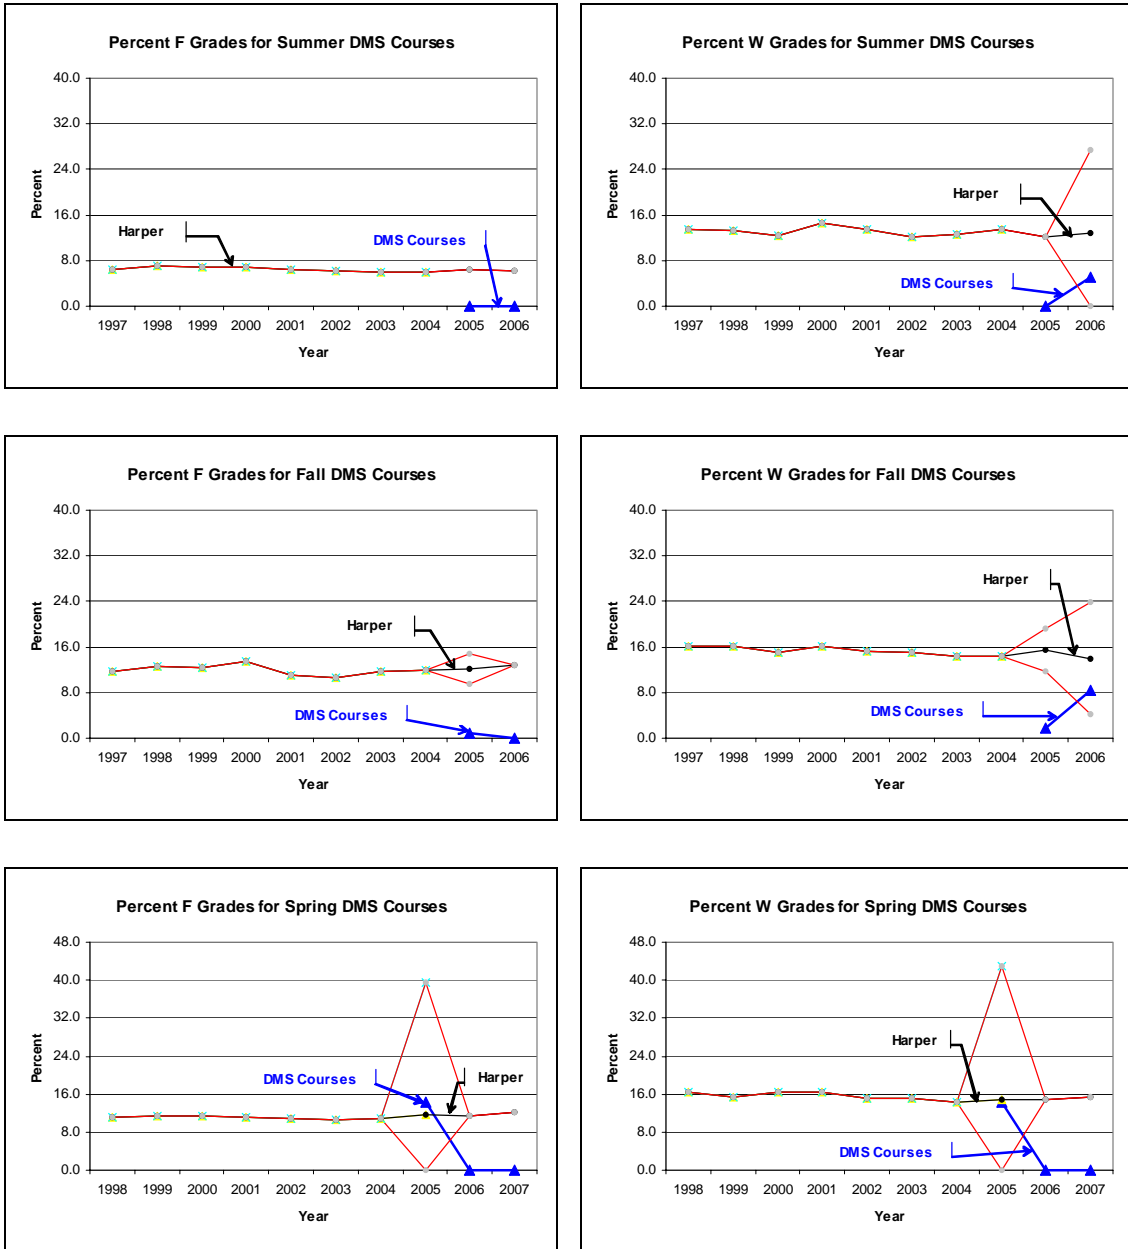 Percent F Grades for Summer DMS Courses
40.0
32.0
24.0
16.0
8.0
0.0
Percent
Harper
DMS Courses
1997 1998 1999 2000 2001 2002 2003 2004 2005 2006
Year
Percent W Grades for Summer DMS Courses
40.0
32.0
24.0
16.0
8.0
0.0
Percent
Harper
DMS Courses
1997 1998 1999 2000 2001 2002 2003 2004 2005 2006
Year
Percent F Grades for Fall DMS Courses
40.0
32.0
24.0
16.0
8.0
0.0
Percent
Harper
DMS Courses
1997 1998 1999 2000 2001 2002 2003 2004 2005 2006
Year
Percent W Grades for Fall DMS Courses
40.0
32.0
24.0
16.0
8.0
0.0
Percent
Harper
DMS Courses
1997 1998 1999 2000 2001 2002 2003 2004 2005 2006
Year
Percent F Grades for Spring DMS Courses
48.0
40.0
32.0
24.0
16.0
8.0
0.0
Percent
DMS Courses
Harper
1998 1999 2000 2001 2002 2003 2004 2005 2006 2007
Year
Percent W Grades for Spring DMS Courses
48.0
40.0
32.0
24.0
16.0
8.0
0.0
Percent
Harper
DMS Courses
1998 1999 2000 2001 2002 2003 2004 2005 2006 2007
Year